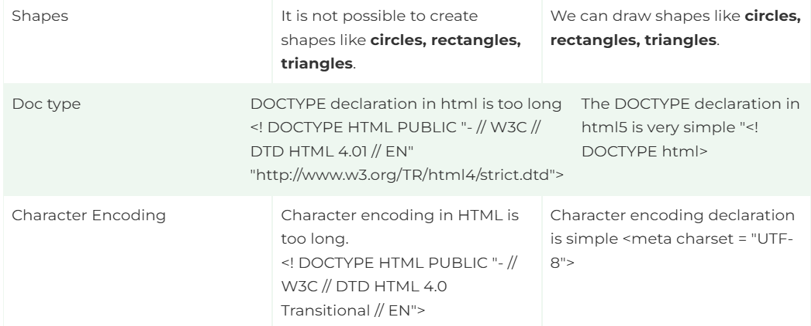 Shapes
It is not possible to create
shapes like circles, rectangles,
triangles.
We can draw shapes like circles,
rectangles, triangles.
Doc type
DOCTYPE declaration in html is too long
<! DOCTYPE HTML PUBLIC "- // W3C //
DTD HTML 4.01 // EN"
"http://www.w3.org/TR/html4/strict.dtd">
The DOCTYPE declaration in
html5 is very simple "<!
DOCTYPE html>
Character Encoding
Character encoding in HTML is
too long.
<! DOCTYPE HTML PUBLIC "- //
W3C // DTD HTML 4.0
Transitional // EN">
Character encoding declaration
is simple <meta charset = "UTF-
8">